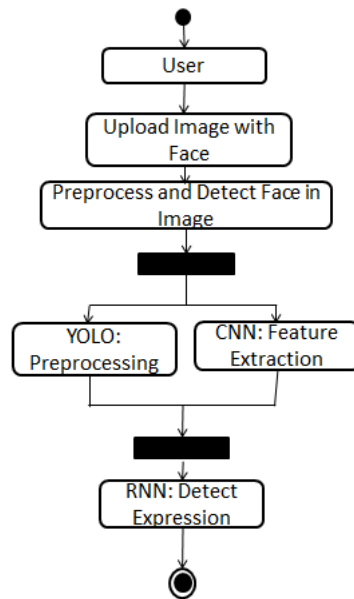 User
Upload Image with
Face
Preprocess and Detect Face in
Image
YOLO:
Preprocessing
CNN: Feature
Extraction
RNN: Detect
Expression